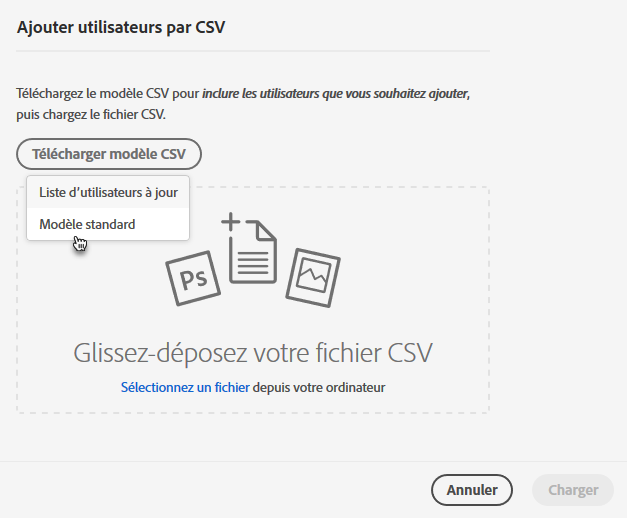 Ajouter utilisateurs par CSV
Téléchargez le modèle CSV pour inclure les utilisateurs que vous souhaitez ajouter,
puis chargez le fichier CSV.
Télécharger modèle CSV
Liste d’utilisateurs à jour
Modèle standard
Ps
Glissez-déposez votre fichier CSV
Sélectionnez un fichier depuis votre ordinateur
Annuler
Charger